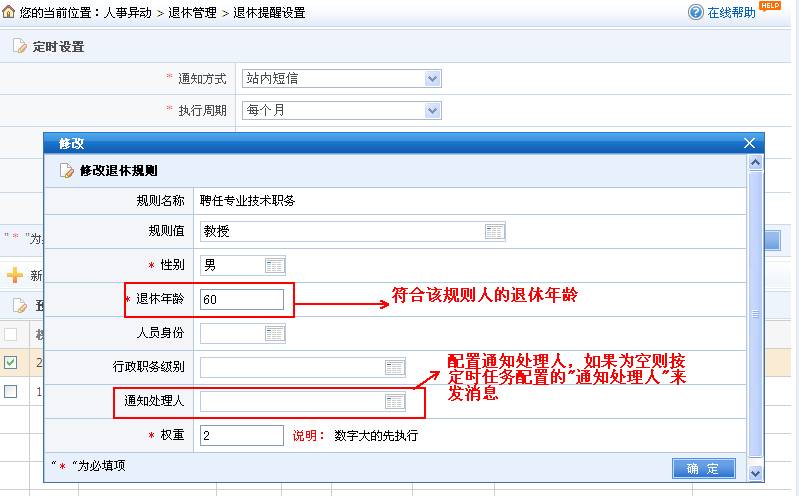 您的当前位置：人事异动 > 退休管理 > 退休提醒设置
在线帮助 HELP
定时设置
* 通知方式 站内短信
* 执行周期 每个月
修改
修改退休规则
规则名称 聘任专业技术职务
规则值 教授
* 性别 男
* 退休年龄 60
符合该规则人的退休年龄
人员身份
行政职务级别
配置通知处理人，如果为空则按
定时任务配置的"通知处理人"来
发消息
通知处理人
* 权重 2 说明： 数字大的先执行
" * "为必填项
确 定
" * "为
新
2
1